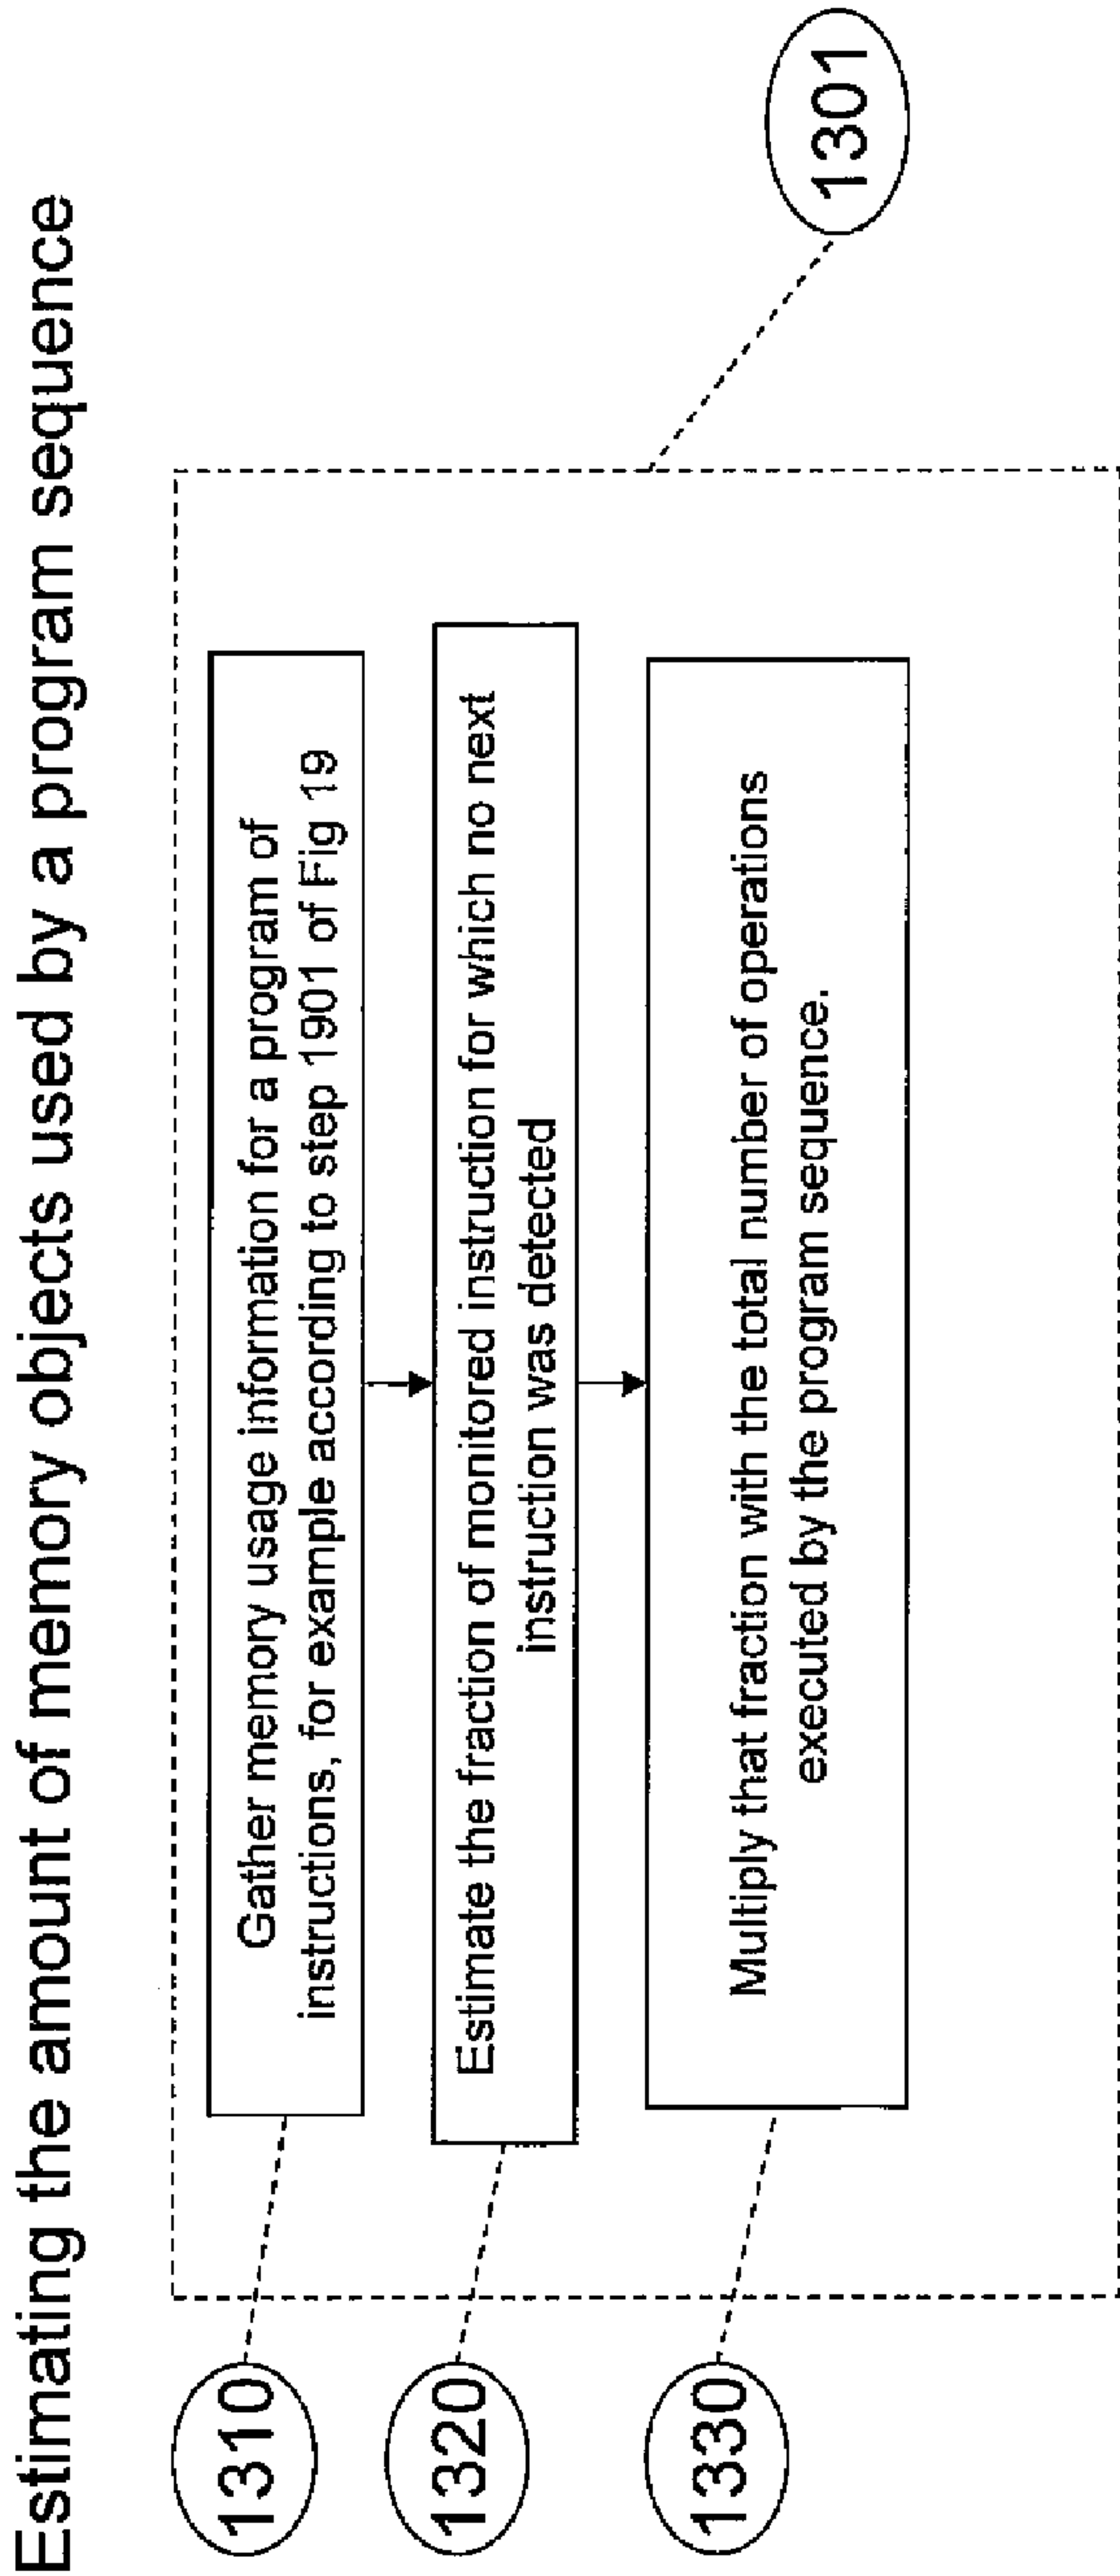 Estimating the amount of memory objects used by a program sequence
1310
Gather memory usage information for a program of
instructions, for example according to step 1901 of Fig 19
1320
Estimate the fraction of monitored instruction for which no next
instruction was detected
1330
Multiply that fraction with the total number of operations
executed by the program sequence.
1301